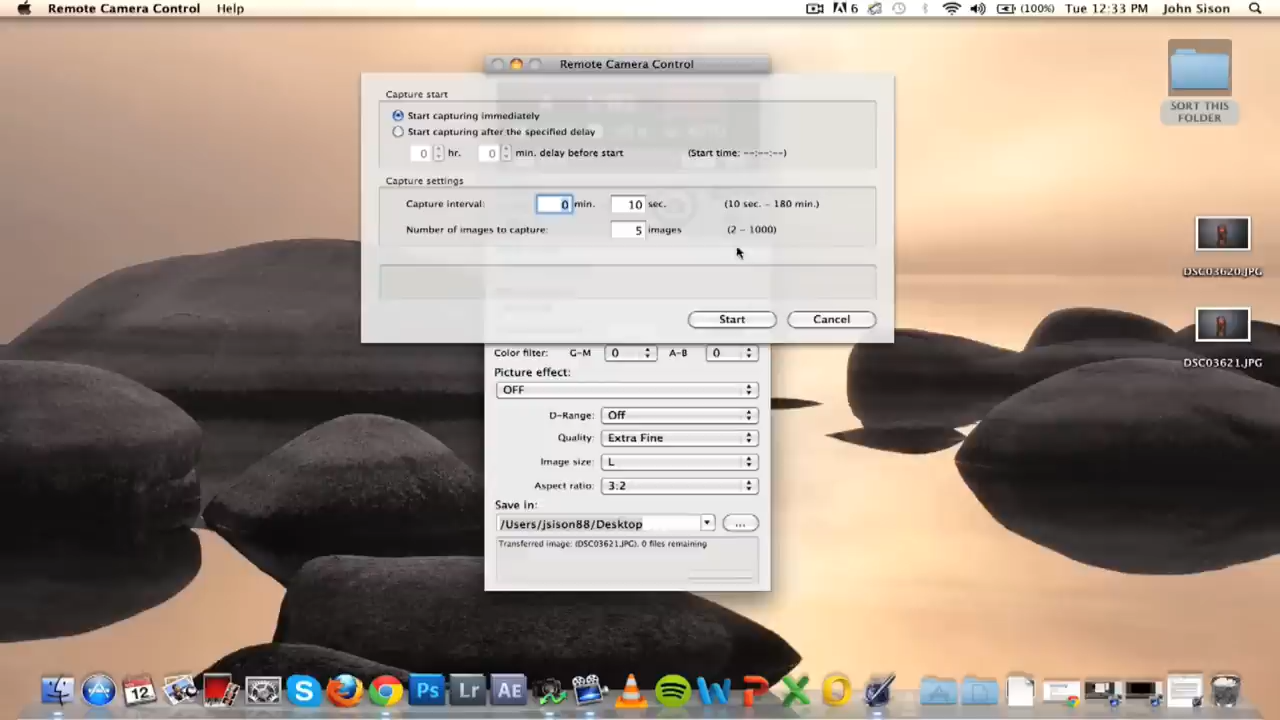 Remote Camera Control Help 6 (100%) Tue 12:33 PM John Sison
Remote Camera Control
SORT THIS
FOLDER
Capture start
Start capturing immediately
Start capturing after the specified delay
0 hr. 0 min. delay before start (Start time: --:--:--)
Capture settings
Capture interval: 0 min. 10 sec. (10 sec. - 180 min.)
Number of images to capture: 5 images (2 - 1000)
DSC03620.JPG
Start Cancel
Color filter: G-M 0 A-B 0
DSC03621.JPG
Picture effect:
OFF
D-Range: Off
Quality: Extra Fine
Image size: L
Aspect ratio: 3:2
Save in:
/Users/jsison88/Desktop ...
Transferred image: (DSC03621.JPG). 0 files remaining
12 S Ps Lr AE W P X O